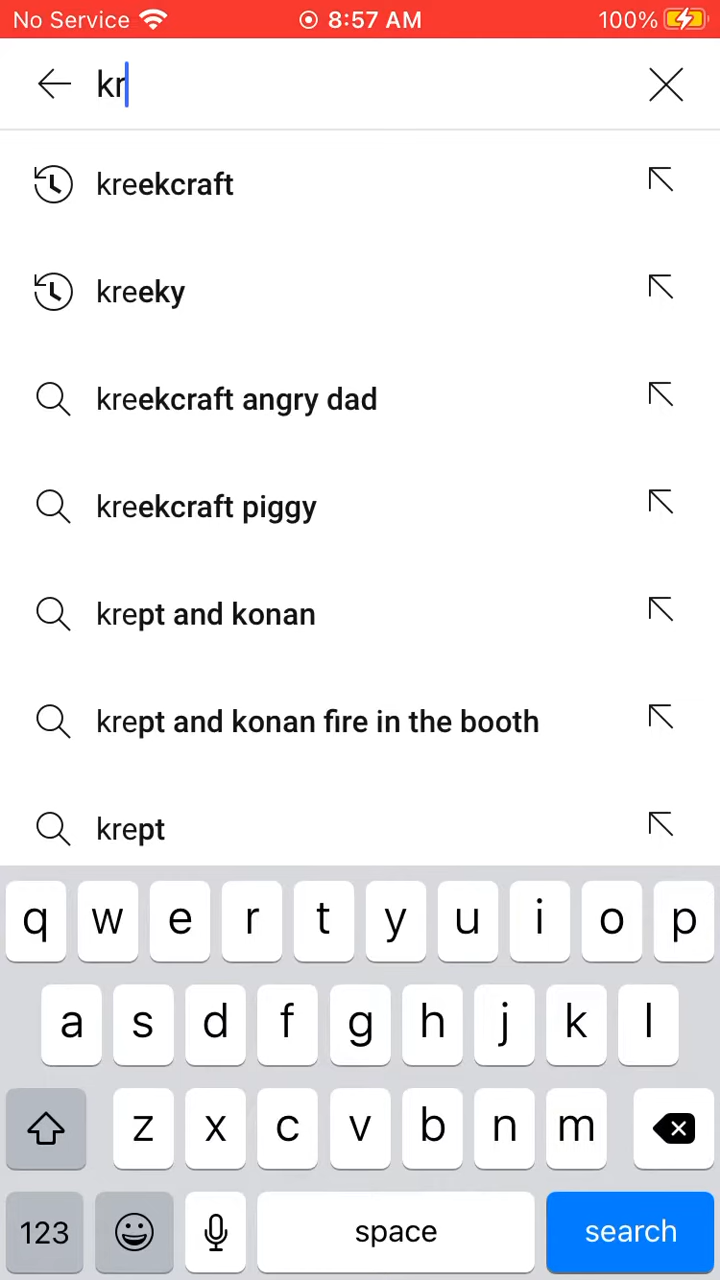 No Service 8:57 AM 100%
kr
kreekcraft
kreeky
kreekcraft angry dad
kreekcraft piggy
krept and konan
krept and konan fire in the booth
krept
q w e r t y u i o p
a s d f g h j k l
z x c v b n m
123 space search